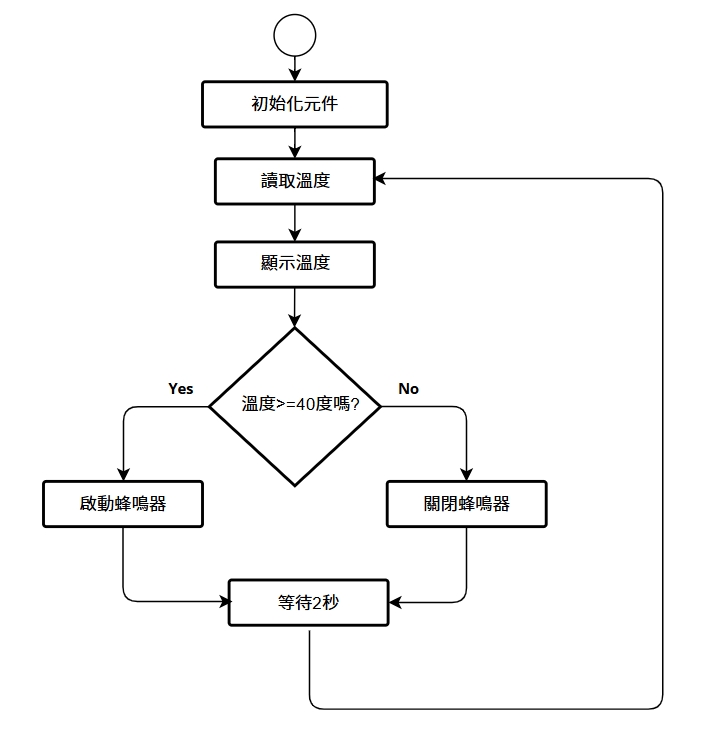 初始化元件
讀取溫度
顯示溫度
溫度>=40度嗎?
Yes
No
啟動蜂鳴器
關閉蜂鳴器
等待2秒